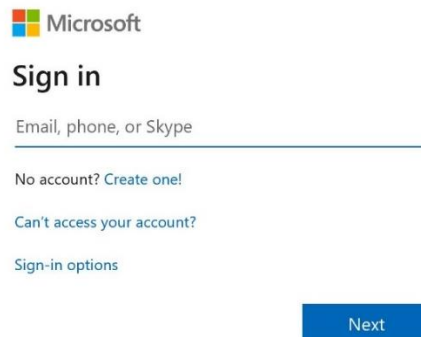 Microsoft
Sign in
Email, phone, or Skype
No account? Create one!
Can't access your account?
Sign-in options
Next